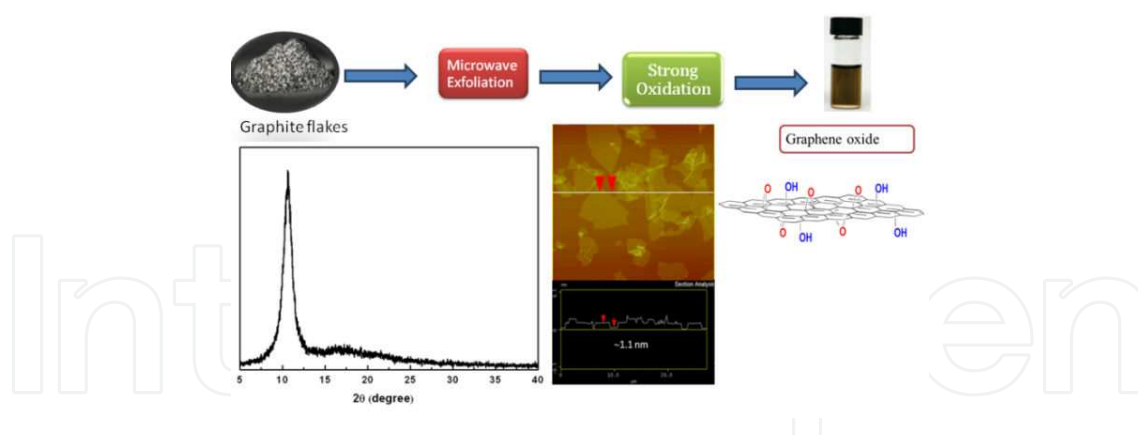 Microwave
Exfoliation
Strong
Oxidation
Graphite flakes
Graphene oxide
O
OH
O
O
OH
O
OH
O
OH
Section Analysis
~1.1 nm
5
10
15
20
25
30
35
40
2θ (degree)